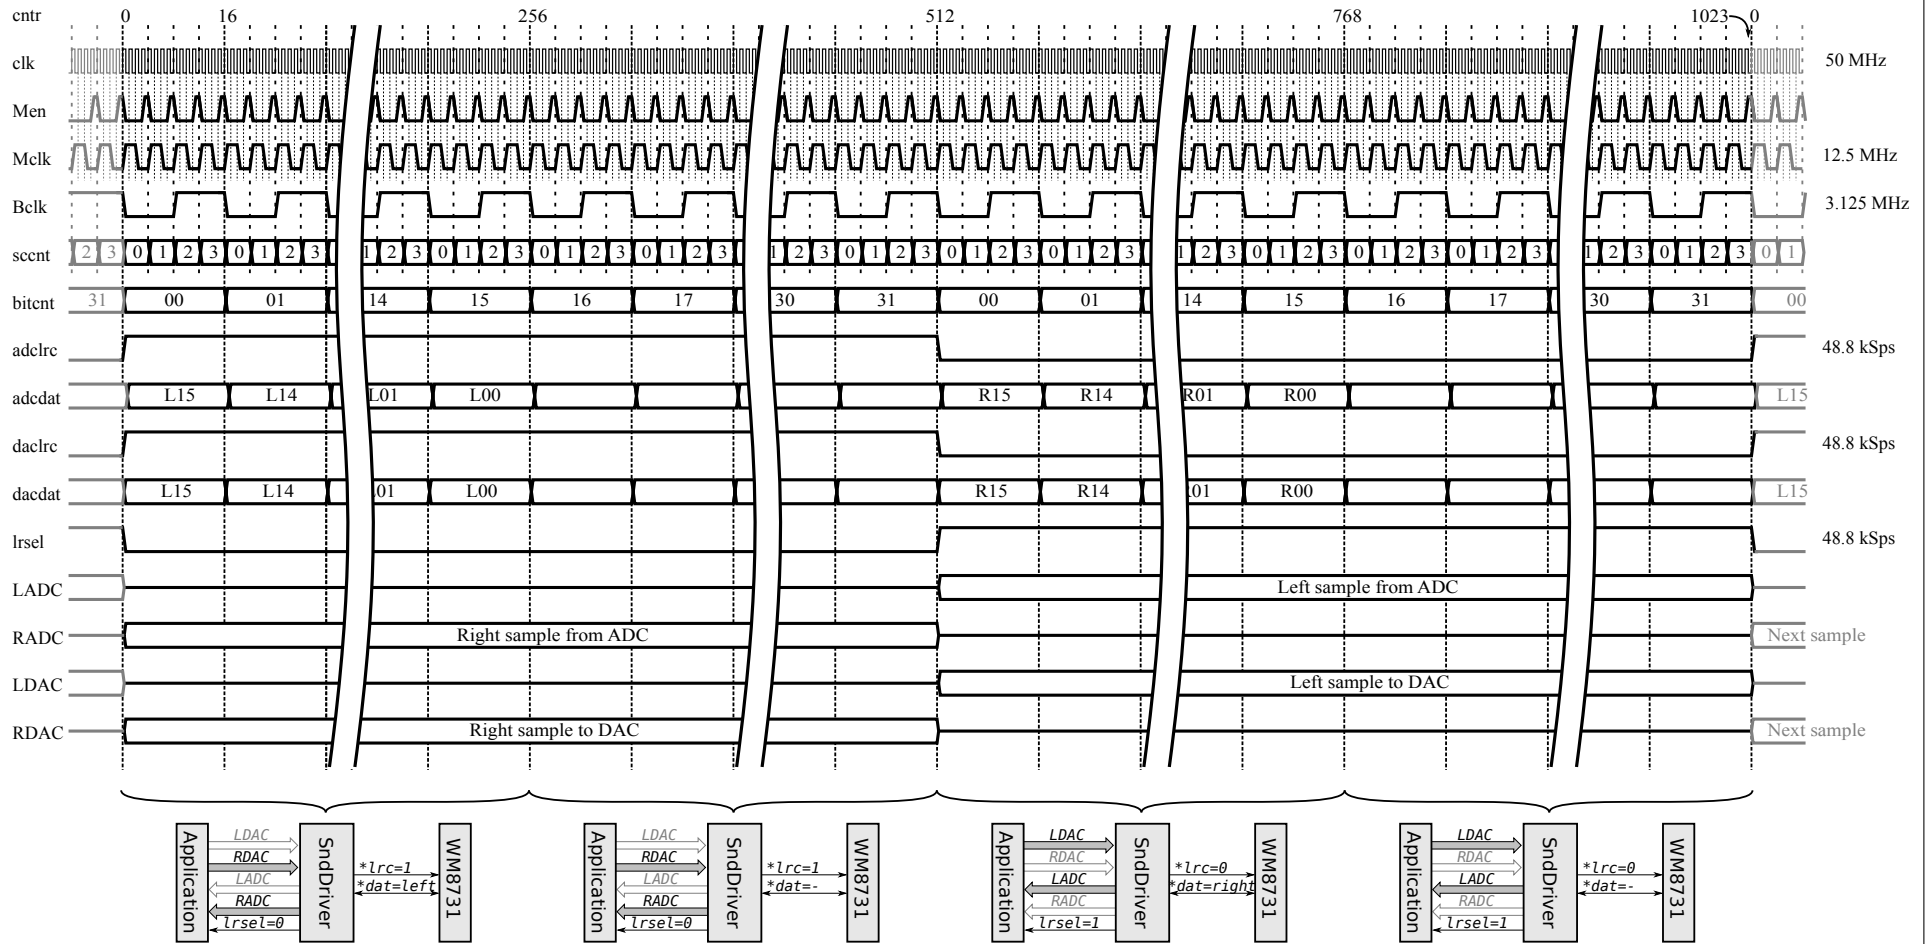 cntr 0 16 256 512 768 1023 0
clk 50 MHz
Men
Mclk 12.5 MHz
Bclk 3.125 MHz
sccnt 2 3 0 1 2 3 0 1 2 3 1 2 3 0 1 2 3 0 1 2 3 0 1 2 3 1 2 3 0 1 2 3 0 1 2 3 0 1 2 3 1 2 3 0 1 2 3 0 1 2 3 0 1 2 3 1 2 3 0 1 2 3 0 1
bitcnt 31 00 01 14 15 16 17 30 31 00 01 14 15 16 17 30 31 00
adclrc 48.8 kSps
adcdat L15 L14 L01 L00 R15 R14 R01 R00 L15
daclrc 48.8 kSps
dacdat L15 L14 L01 L00 R15 R14 R01 R00 L15
lrsel 48.8 kSps
LADC Left sample from ADC
RADC Right sample from ADC Next sample
LDAC Left sample to DAC
RDAC Right sample to DAC Next sample
Application
LDAC
RDAC
LADC
RADC
lrsel=0
SndDriver
*lrc=1
*dat=left
WM8731
Application
LDAC
RDAC
LADC
RADC
lrsel=0
SndDriver
*lrc=1
*dat=-
WM8731
Application
LDAC
RDAC
LADC
RADC
lrsel=1
SndDriver
*lrc=0
*dat=right
WM8731
Application
LDAC
RDAC
LADC
RADC
lrsel=1
SndDriver
*lrc=0
*dat=-
WM8731